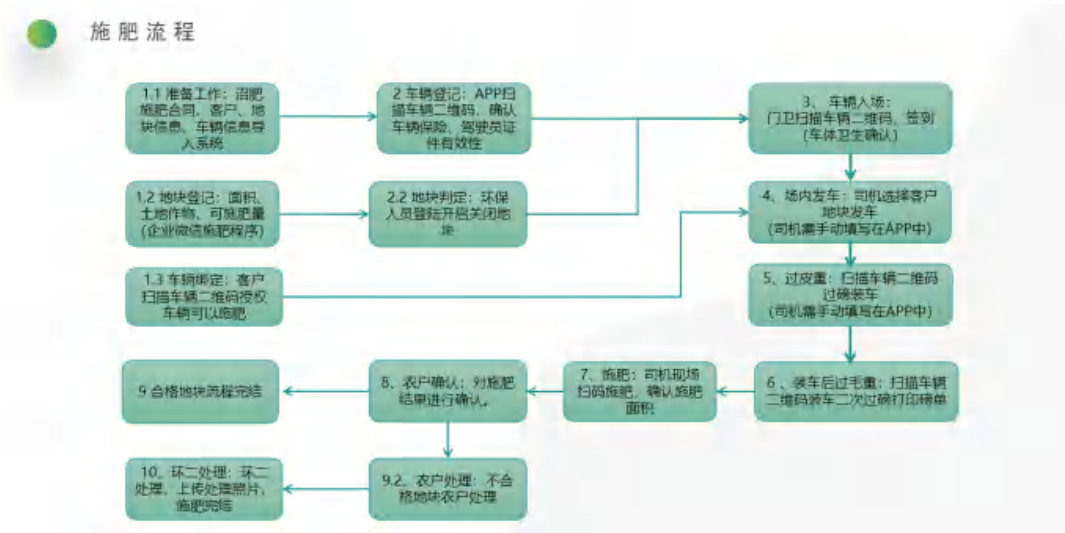 施肥流程
1.1 准备工作：沼肥
施肥合同、客户、地
块信息、车辆信息导
入系统
2 车辆登记：APP扫
描车辆二维码，确认
车辆保险、驾驶员证
件有效性
3、 车辆入场：
门卫扫描车辆二维码，签到
(车体卫生确认)
1.2 地块登记：面积、
土地作物、可施肥量
(企业微信施肥程序)
2.2 地块判定：环保
人员登陆开启关闭地
块
4、场内发车：司机选择客户
地块发车
(司机需手动填写在APP中)
1.3 车辆绑定：客户
扫描车辆二维码授权
车辆可以施肥
5、过皮重：扫描车辆二维码
过磅装车
(司机需手动填写在APP中)
9 合格地块流程完结
8、农户确认：对施肥
结果进行确认。
7、施肥：司机现场
扫码施肥，确认施肥
面积
6 、装车后过毛重：扫描车辆
二维码装车二次过磅打印磅单
10、环二处理：环二
处理，上传处理照片，
施肥完结
9.2、农户处理：不合
格地块农户处理